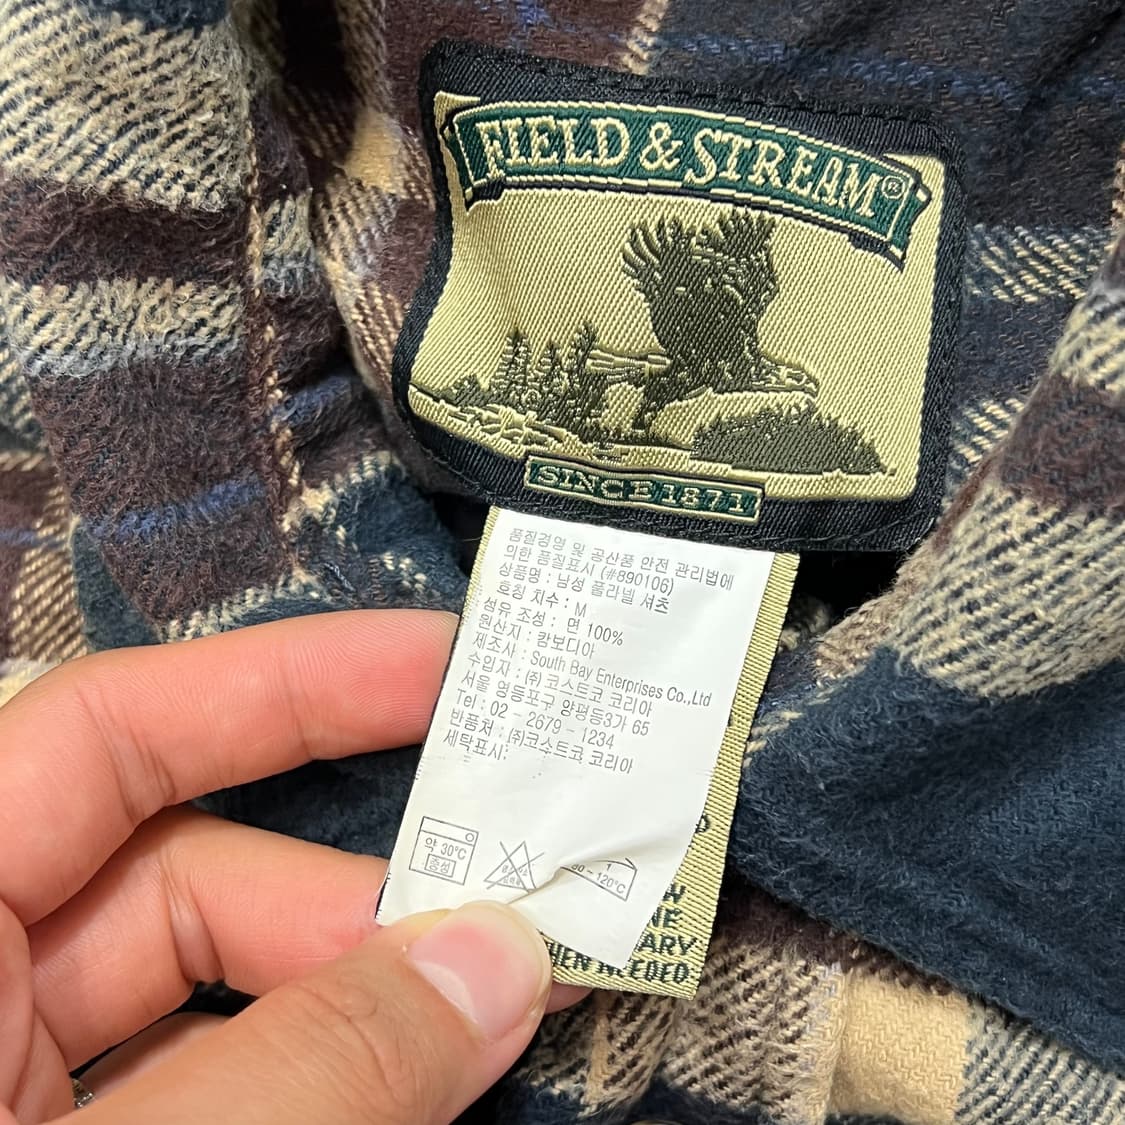 FIELD & STREAM®
SINCE 1871
품질경영 및 공산품 안전 관리법에
의한 품질표시 (#890106)
상품명 : 남성 플라넬 셔츠
호칭 치수 : M
섬유 조성 : 면 100%
원산지 : 캄보디아
제조사 : South Bay Enterprises Co.,Ltd
수입자 : ㈜코스트코 코리아
서울 영등포구 양평동3가 65
Tel : 02 - 2679 - 1234
반품처 : ㈜코스트코 코리아
세탁표시:
약 30℃
중성
80-120℃
ARY
WHEN NEEDED